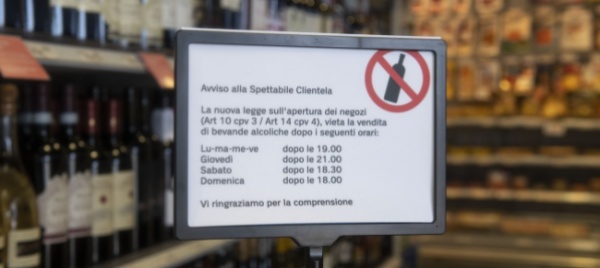 Avviso alla Spettabile Clientela
La nuova legge sull'apertura dei negozi
(Art 10 cpv 3 / Art 14 cpv 4), vieta la vendita
di bevande alcoliche dopo i seguenti orari:
Lu-ma-me-ve dopo le 19.00
Giovedì dopo le 21.00
Sabato dopo le 18.30
Domenica dopo le 18.00
Vi ringraziamo per la comprensione